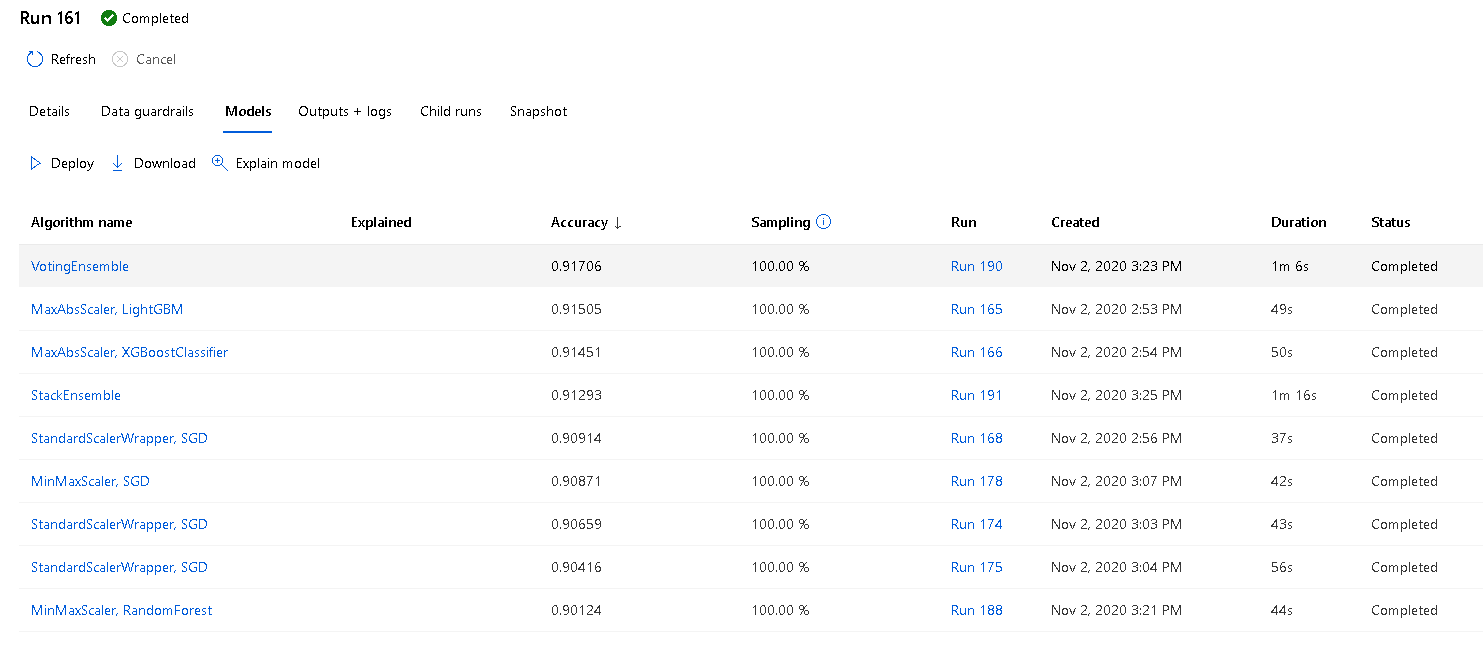 Run 161 Completed
Refresh Cancel
Details Data guardrails Models Outputs + logs Child runs Snapshot
Deploy Download Explain model
Algorithm name Explained Accuracy ↓ Sampling Run Created Duration Status
VotingEnsemble 0.91706 100.00 % Run 190 Nov 2, 2020 3:23 PM 1m 6s Completed
MaxAbsScaler, LightGBM 0.91505 100.00 % Run 165 Nov 2, 2020 2:53 PM 49s Completed
MaxAbsScaler, XGBoostClassifier 0.91451 100.00 % Run 166 Nov 2, 2020 2:54 PM 50s Completed
StackEnsemble 0.91293 100.00 % Run 191 Nov 2, 2020 3:25 PM 1m 16s Completed
StandardScalerWrapper, SGD 0.90914 100.00 % Run 168 Nov 2, 2020 2:56 PM 37s Completed
MinMaxScaler, SGD 0.90871 100.00 % Run 178 Nov 2, 2020 3:07 PM 42s Completed
StandardScalerWrapper, SGD 0.90659 100.00 % Run 174 Nov 2, 2020 3:03 PM 43s Completed
StandardScalerWrapper, SGD 0.90416 100.00 % Run 175 Nov 2, 2020 3:04 PM 56s Completed
MinMaxScaler, RandomForest 0.90124 100.00 % Run 188 Nov 2, 2020 3:21 PM 44s Completed